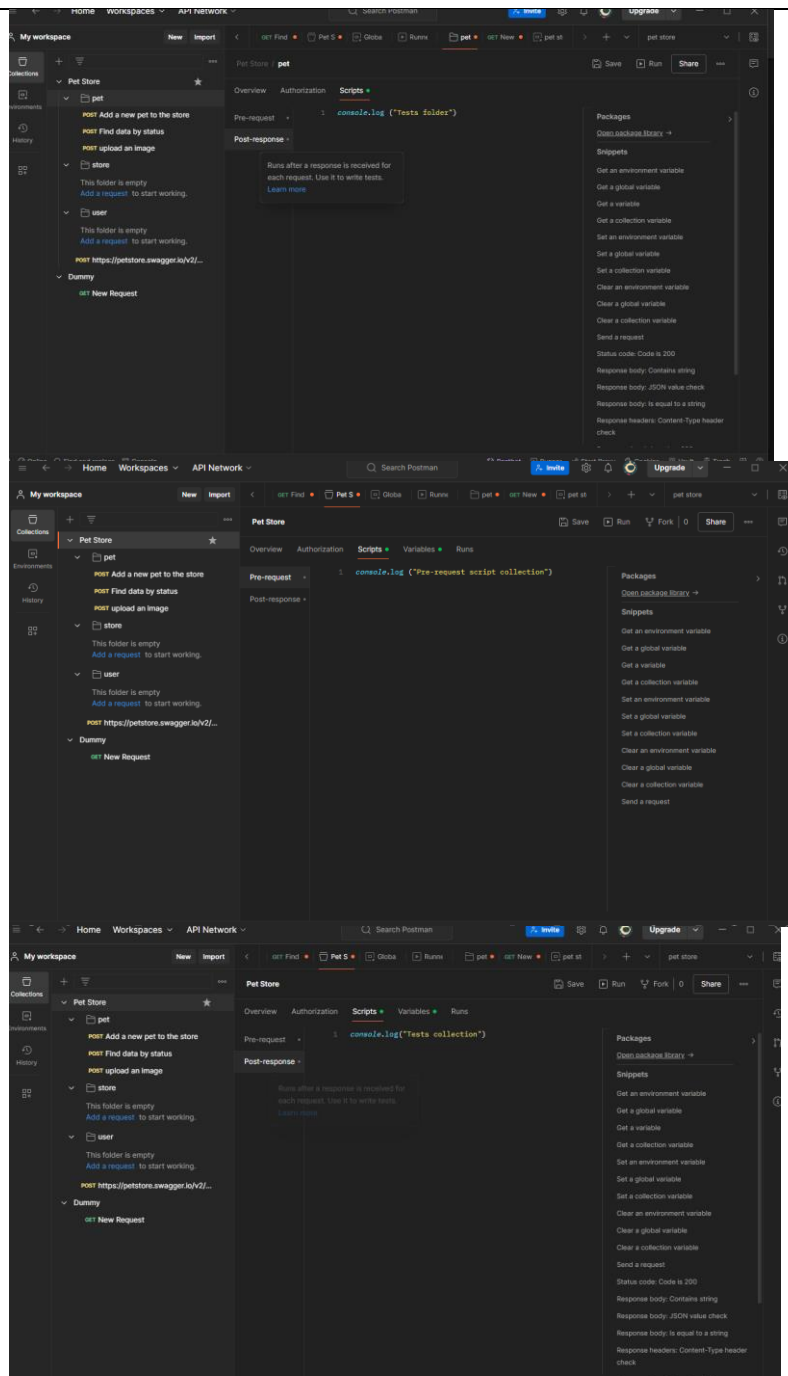 Home Workspaces API Network Search Postman Invite Upgrade
My workspace New Import GET Find Pet S Globa Runne pet GET New pet st pet store
Collections
Pet Store / pet Save Run Share
Pet Store
Overview Authorization Scripts
pet
POST Add a new pet to the store
Pre-request 1 console.log ("Tests folder") Packages
POST Find data by status
History
Post-response Open package library →
POST upload an image
Snippets
store
Runs after a response is received for
each request. Use it to write tests.
Learn more
Get an environment variable
This folder is empty
Add a request to start working.
Get a global variable
Get a variable
user
Get a collection variable
This folder is empty
Add a request to start working.
Set an environment variable
Set a global variable
POST https://petstore.swagger.io/v2/...
Set a collection variable
Dummy
Clear an environment variable
GET New Request
Clear a global variable
Clear a collection variable
Send a request
Status code: Code is 200
Response body: Contains string
Response body: JSON value check
Response body: Is equal to a string
Response headers: Content-Type header
check
Home Workspaces API Network Search Postman Invite Upgrade
My workspace New Import GET Find Pet S Globa Runne pet GET New pet st pet store
Collections
Pet Store Save Run Fork 0 Share
Pet Store
Overview Authorization Scripts Variables Runs
Environments
pet
POST Add a new pet to the store
Pre-request 1 console.log ("Pre-request script collection") Packages
POST Find data by status
History
Post-response Open package library →
POST upload an image
Snippets
store
Get an environment variable
This folder is empty
Add a request to start working.
Get a global variable
Get a variable
user
Get a collection variable
This folder is empty
Add a request to start working.
Set an environment variable
Set a global variable
POST https://petstore.swagger.io/v2/...
Set a collection variable
Dummy
Clear an environment variable
GET New Request
Clear a global variable
Clear a collection variable
Send a request
Home Workspaces API Network Search Postman Invite Upgrade
My workspace New Import GET Find Pet S Globa Runne pet GET New pet st pet store
Collections
Pet Store Save Run Fork 0 Share
Pet Store
Overview Authorization Scripts Variables Runs
pet
POST Add a new pet to the store
Pre-request 1 console.log("Tests collection") Packages
POST Find data by status
History
Post-response Open package library →
POST upload an image
Snippets
store
Runs after a response is received for
each request. Use it to write tests.
Learn more
Get an environment variable
This folder is empty
Add a request to start working.
Get a global variable
Get a variable
user
Get a collection variable
This folder is empty
Add a request to start working.
Set an environment variable
Set a global variable
POST https://petstore.swagger.io/v2/...
Set a collection variable
Dummy
Clear an environment variable
GET New Request
Clear a global variable
Clear a collection variable
Send a request
Status code: Code is 200
Response body: Contains string
Response body: JSON value check
Response body: Is equal to a string
Response headers: Content-Type header
check